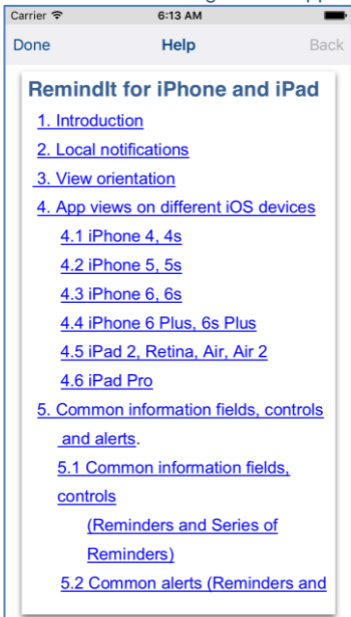 Carrier 6:13 AM
Done Help Back
RemindIt for iPhone and iPad
1. Introduction
2. Local notifications
3. View orientation
4. App views on different iOS devices
4.1 iPhone 4, 4s
4.2 iPhone 5, 5s
4.3 iPhone 6, 6s
4.4 iPhone 6 Plus, 6s Plus
4.5 iPad 2, Retina, Air, Air 2
4.6 iPad Pro
5. Common information fields, controls
and alerts.
5.1 Common information fields,
controls
(Reminders and Series of
Reminders)
5.2 Common alerts (Reminders and